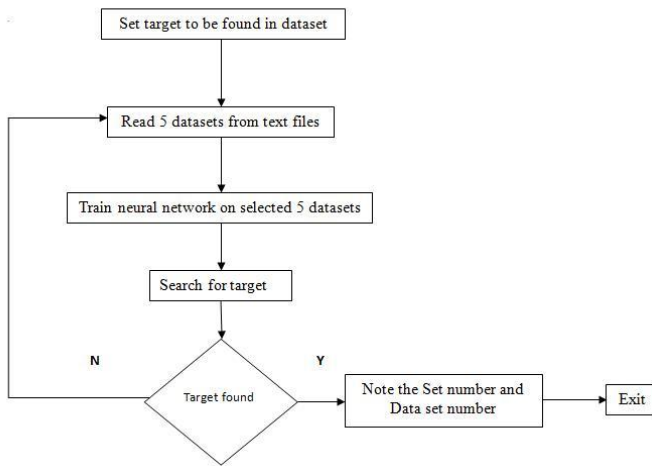 Set target to be found in dataset
Read 5 datasets from text files
Train neural network on selected 5 datasets
Search for target
N
Y
Target found
Note the Set number and
Data set number
Exit